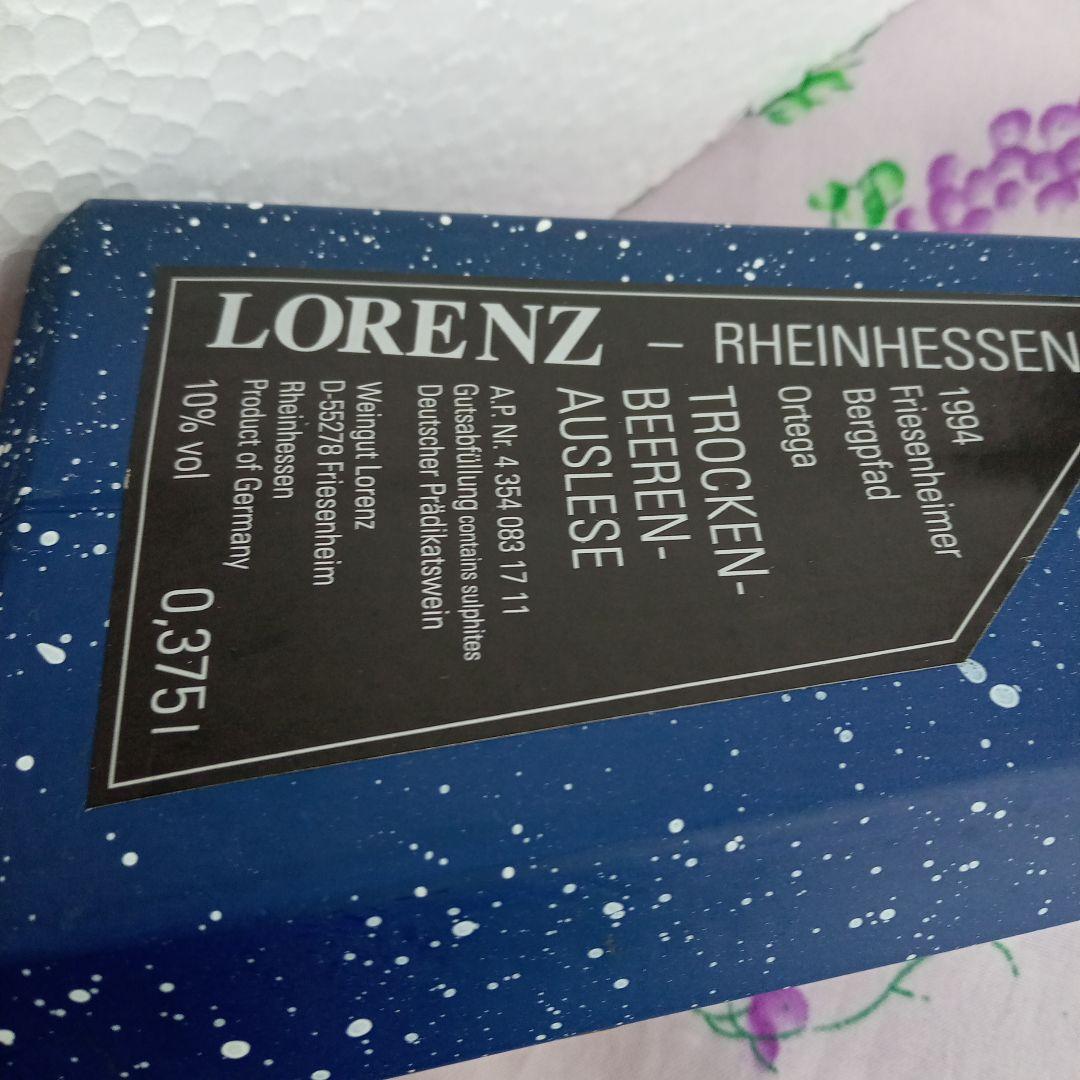 LORENZ – RHEINHESSEN
1994
Friesenheimer
Bergpfad
Ortega
TROCKEN-
BEEREN-
AUSLESE
A.P. Nr. 4 354 083 17 11
Gutsabfüllung contains sulphites
Deutscher Prädikatswein
Weingut Lorenz
D-55278 Friesenheim
Rheinhessen
Product of Germany
10% vol 0,375 l